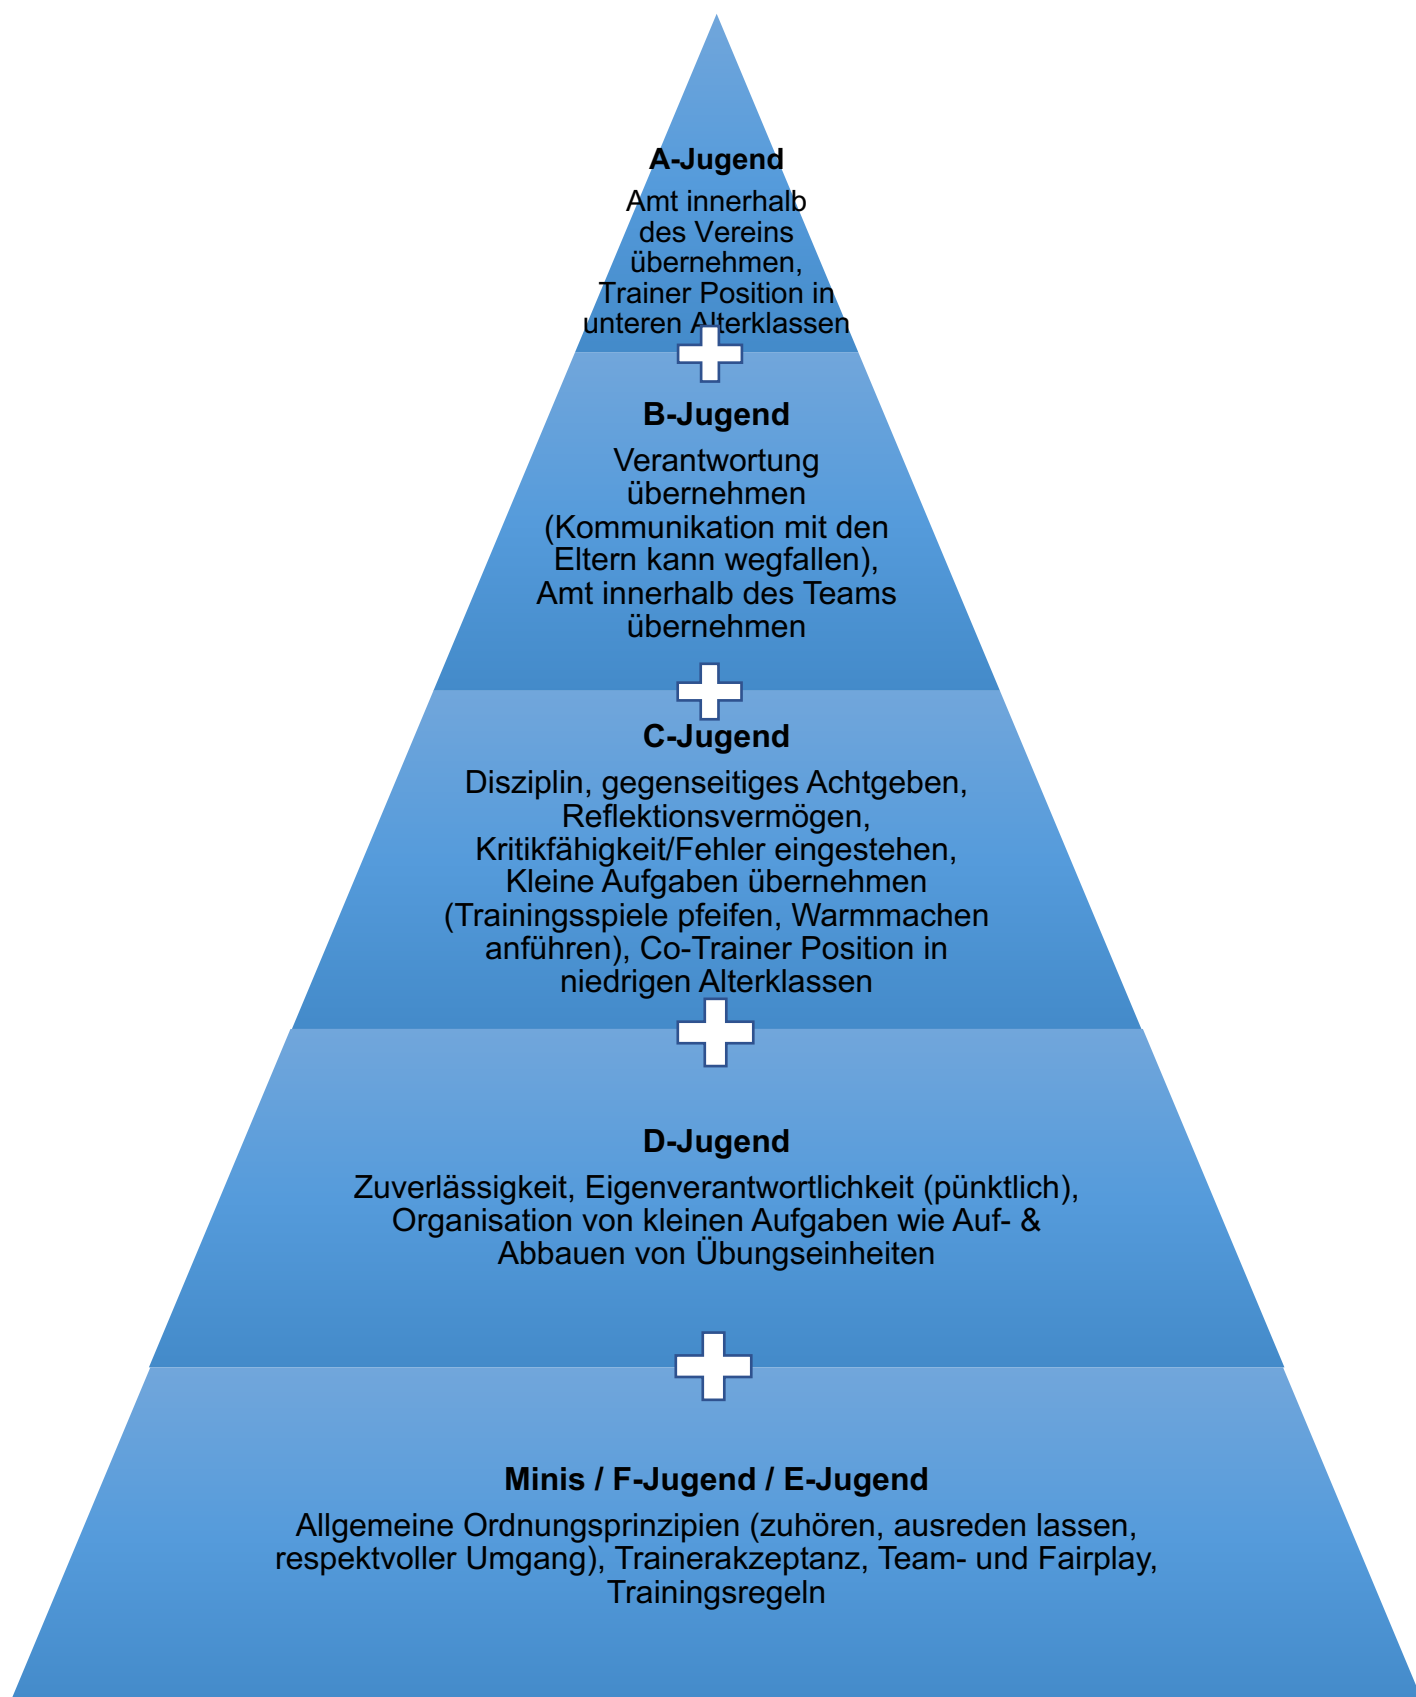 A-Jugend
Amt innerhalb
des Vereins
übernehmen,
Trainer Position in
unteren Alterklassen
B-Jugend
Verantwortung
übernehmen
(Kommunikation mit den
Eltern kann wegfallen),
Amt innerhalb des Teams
übernehmen
C-Jugend
Disziplin, gegenseitiges Achtgeben,
Reflektionsvermögen,
Kritikfähigkeit/Fehler eingestehen,
Kleine Aufgaben übernehmen
(Trainingsspiele pfeifen, Warmmachen
anführen), Co-Trainer Position in
niedrigen Alterklassen
D-Jugend
Zuverlässigkeit, Eigenverantwortlichkeit (pünktlich),
Organisation von kleinen Aufgaben wie Auf- &
Abbauen von Übungseinheiten
Minis / F-Jugend / E-Jugend
Allgemeine Ordnungsprinzipien (zuhören, ausreden lassen,
respektvoller Umgang), Trainerakzeptanz, Team- und Fairplay,
Trainingsregeln